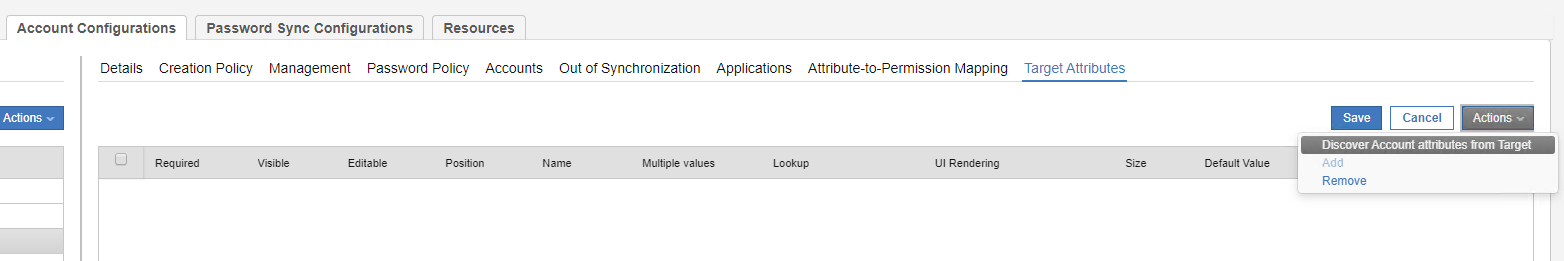 Account Configurations Password Sync Configurations Resources
Details Creation Policy Management Password Policy Accounts Out of Synchronization Applications Attribute-to-Permission Mapping Target Attributes
Actions Save Cancel Actions
Discover Account attributes from Target
Required Visible Editable Position Name Multiple values Lookup UI Rendering Size Default Value Add
Remove